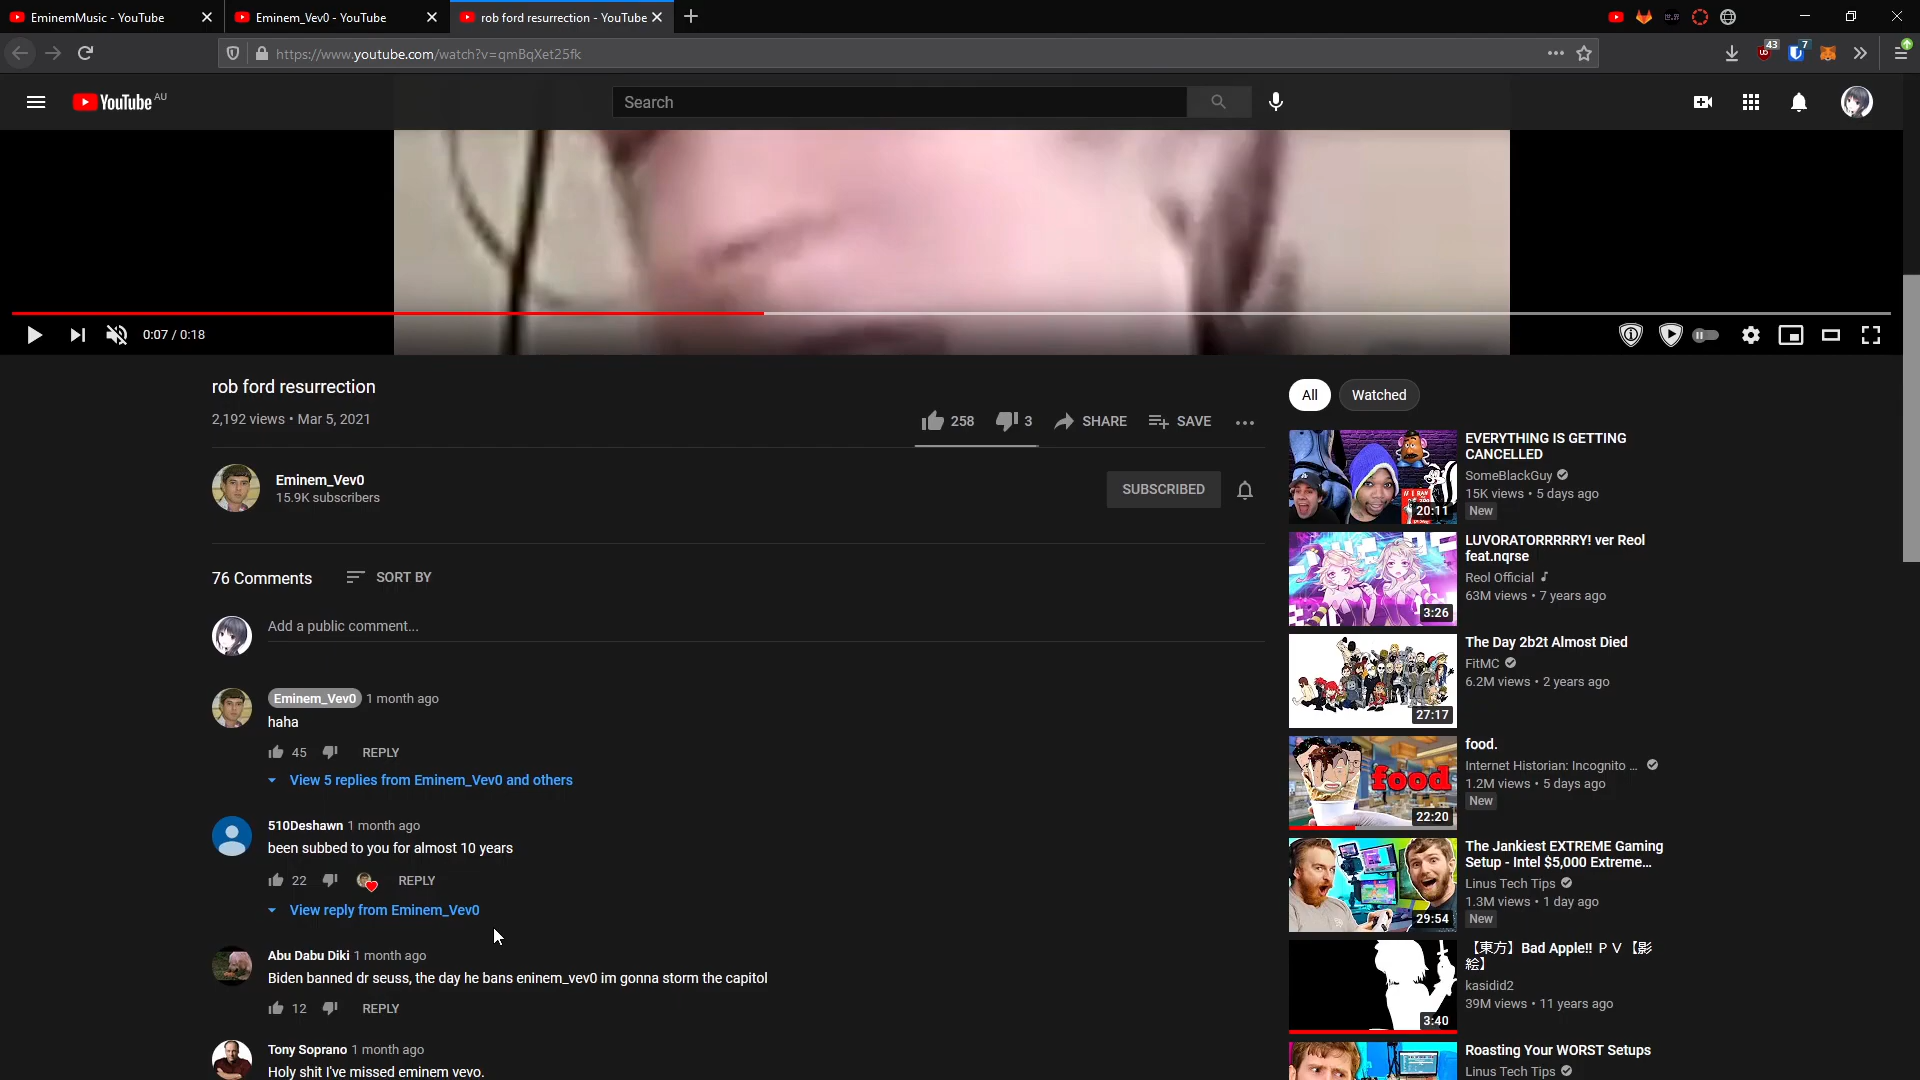 EminemMusic - YouTube
Eminem_Vev0 - YouTube
rob ford resurrection - YouTube
https://www.youtube.com/watch?v=qmBqXet25fk
43
7
YouTube AU
Search
0:07 / 0:18
rob ford resurrection
2,192 views • Mar 5, 2021
258
3
SHARE
SAVE
Eminem_Vev0
15.9K subscribers
SUBSCRIBED
76 Comments
SORT BY
Add a public comment...
Eminem_Vev0 1 month ago
haha
45
REPLY
View 5 replies from Eminem_Vev0 and others
510Deshawn 1 month ago
been subbed to you for almost 10 years
22
REPLY
View reply from Eminem_Vev0
Abu Dabu Diki 1 month ago
Biden banned dr seuss, the day he bans eninem_vev0 im gonna storm the capitol
12
REPLY
Tony Soprano 1 month ago
Holy shit I've missed eminem vevo.
All
Watched
20:11
EVERYTHING IS GETTING
CANCELLED
SomeBlackGuy
15K views • 5 days ago
New
3:26
LUVORATORRRRRY! ver Reol
feat.nqrse
Reol Official
63M views • 7 years ago
27:17
The Day 2b2t Almost Died
FitMC
6.2M views • 2 years ago
food
22:20
food.
Internet Historian: Incognito ...
1.2M views • 5 days ago
New
29:54
The Jankiest EXTREME Gaming
Setup - Intel $5,000 Extreme...
Linus Tech Tips
1.3M views • 1 day ago
New
3:40
【東方】Bad Apple!! ＰＶ【影
絵】
kasidid2
39M views • 11 years ago
Roasting Your WORST Setups
Linus Tech Tips